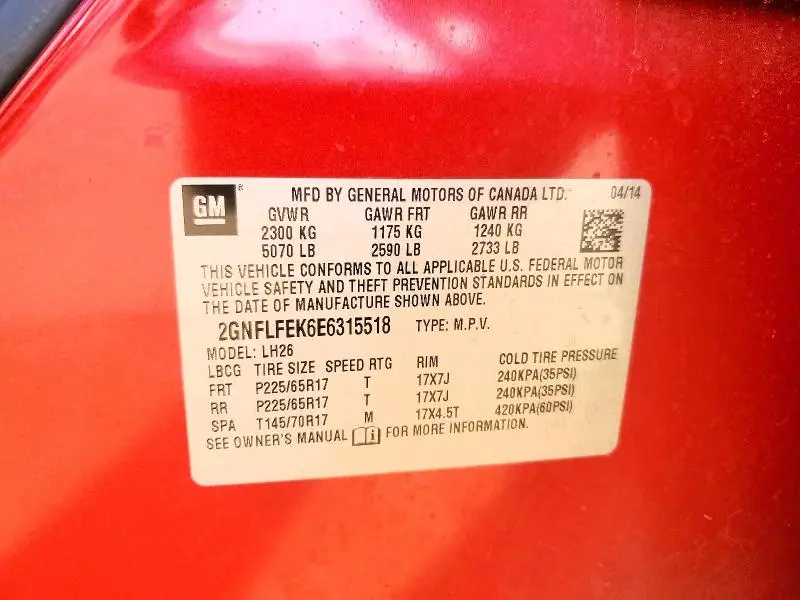 GM ® MFD BY GENERAL MOTORS OF CANADA LTD. 04/14
GVWR GAWR FRT GAWR RR
2300 KG 1175 KG 1240 KG
5070 LB 2590 LB 2733 LB
THIS VEHICLE CONFORMS TO ALL APPLICABLE U.S. FEDERAL MOTOR
VEHICLE SAFETY AND THEFT PREVENTION STANDARDS IN EFFECT ON
THE DATE OF MANUFACTURE SHOWN ABOVE.
2GNFLFEK6E6315518 TYPE: M.P.V.
MODEL: LH26
LBCG TIRE SIZE SPEED RTG RIM COLD TIRE PRESSURE
FRT P225/65R17 T 17X7J 240KPA(35PSI)
RR P225/65R17 T 17X7J 240KPA(35PSI)
SPA T145/70R17 M 17X4.5T 420KPA(60PSI)
SEE OWNER'S MANUAL FOR MORE INFORMATION.